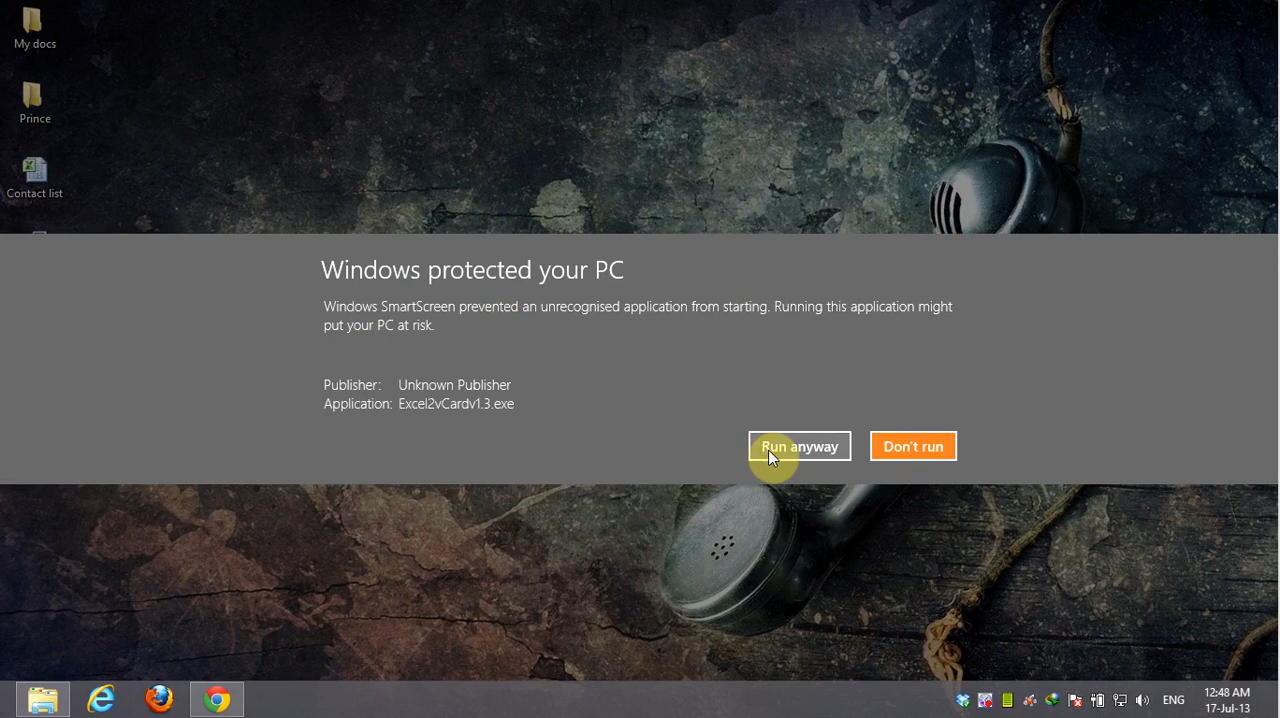 My docs
Prince
Contact list
Windows protected your PC
Windows SmartScreen prevented an unrecognised application from starting. Running this application might
put your PC at risk.
Publisher: Unknown Publisher
Application: Excel2vCardv1.3.exe
Run anyway
Don't run
ENG
12:48 AM
17-Jul-13